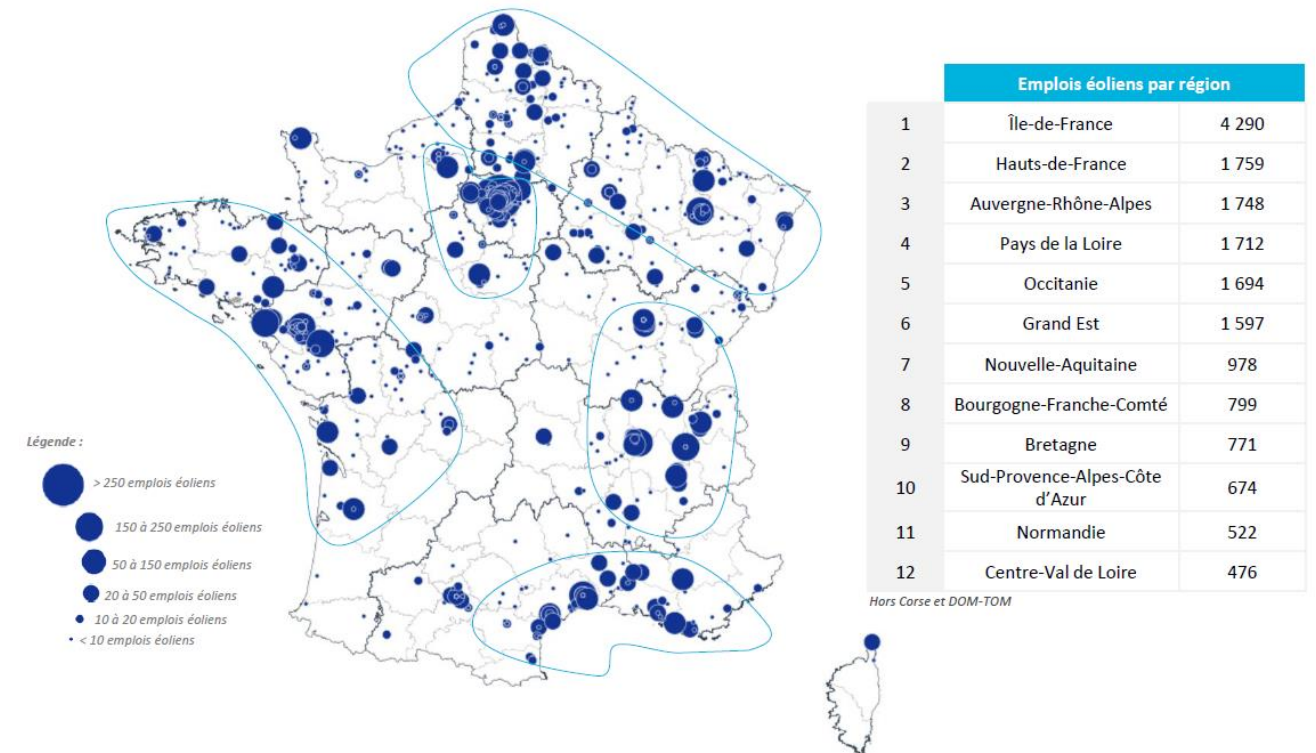 Emplois éoliens par région
1 Île-de-France 4 290
2 Hauts-de-France 1 759
3 Auvergne-Rhône-Alpes 1 748
4 Pays de la Loire 1 712
5 Occitanie 1 694
6 Grand Est 1 597
7 Nouvelle-Aquitaine 978
8 Bourgogne-Franche-Comté 799
9 Bretagne 771
10 Sud-Provence-Alpes-Côte
d’Azur 674
11 Normandie 522
12 Centre-Val de Loire 476
Hors Corse et DOM-TOM
Légende :
> 250 emplois éoliens
150 à 250 emplois éoliens
50 à 150 emplois éoliens
20 à 50 emplois éoliens
10 à 20 emplois éoliens
< 10 emplois éoliens